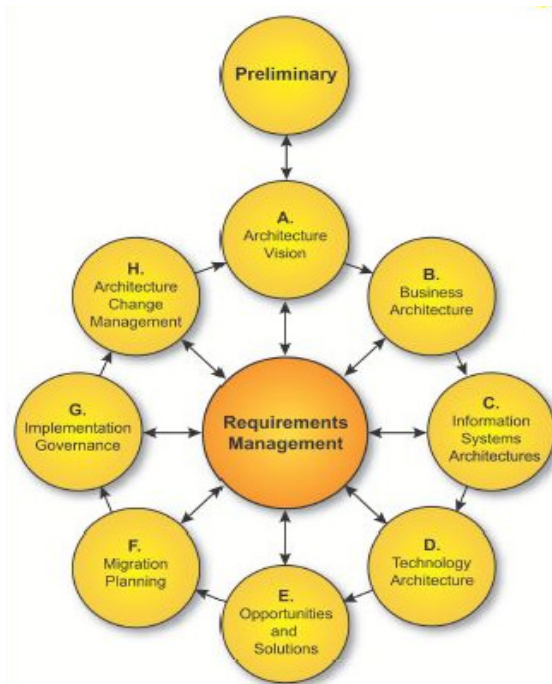 Preliminary
A.
Architecture
Vision
B.
Business
Architecture
C.
Information
Systems
Architectures
D.
Technology
Architecture
E.
Opportunities
and
Solutions
F.
Migration
Planning
G.
Implementation
Governance
H.
Architecture
Change
Management
Requirements
Management